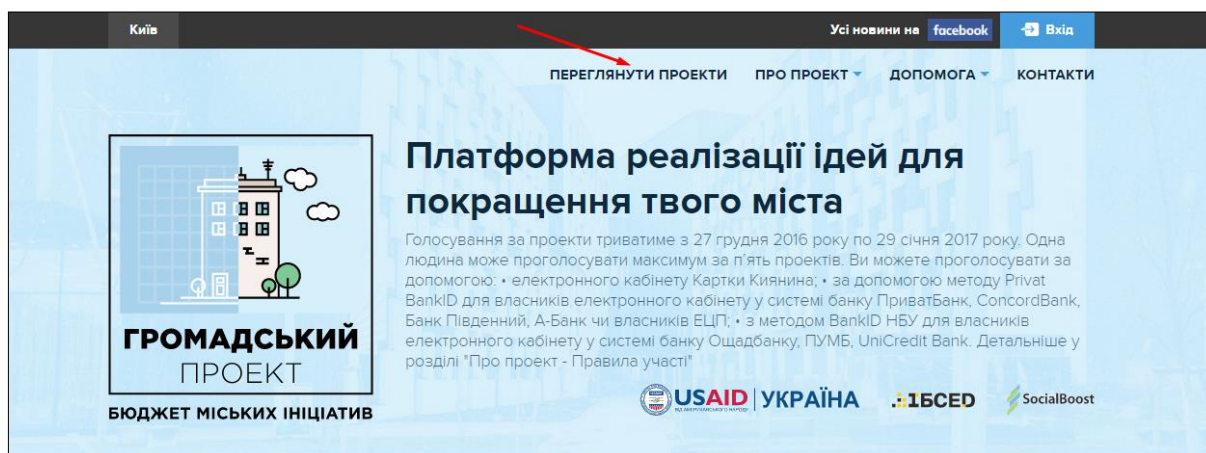 Київ
Усі новини на facebook Вхід
ПЕРЕГЛЯНУТИ ПРОЕКТИ ПРО ПРОЕКТ ДОПОМОГА КОНТАКТИ
Платформа реалізації ідей для
покращення твого міста
Голосування за проекти триватиме з 27 грудня 2016 року по 29 січня 2017 року. Одна
людина може проголосувати максимум за п'ять проектів. Ви можете проголосувати за
допомогою: • електронного кабінету Картки Киянина; • за допомогою методу Privat
BankID для власників електронного кабінету у системі банку ПриватБанк, ConcordBank,
Банк Південний, А-Банк чи власників ЕЦП; • з методом BankID НБУ для власників
електронного кабінету у системі банку Ощадбанку, ПУМБ, UniCredit Bank. Детальніше у
розділі "Про проект - Правила участі"
ГРОМАДСЬКИЙ
ПРОЕКТ
БЮДЖЕТ МІСЬКИХ ІНІЦІАТИВ
USAID УКРАЇНА
ВІД АМЕРИКАНСЬКОГО НАРОДУ
1БСЕD
SocialBoost